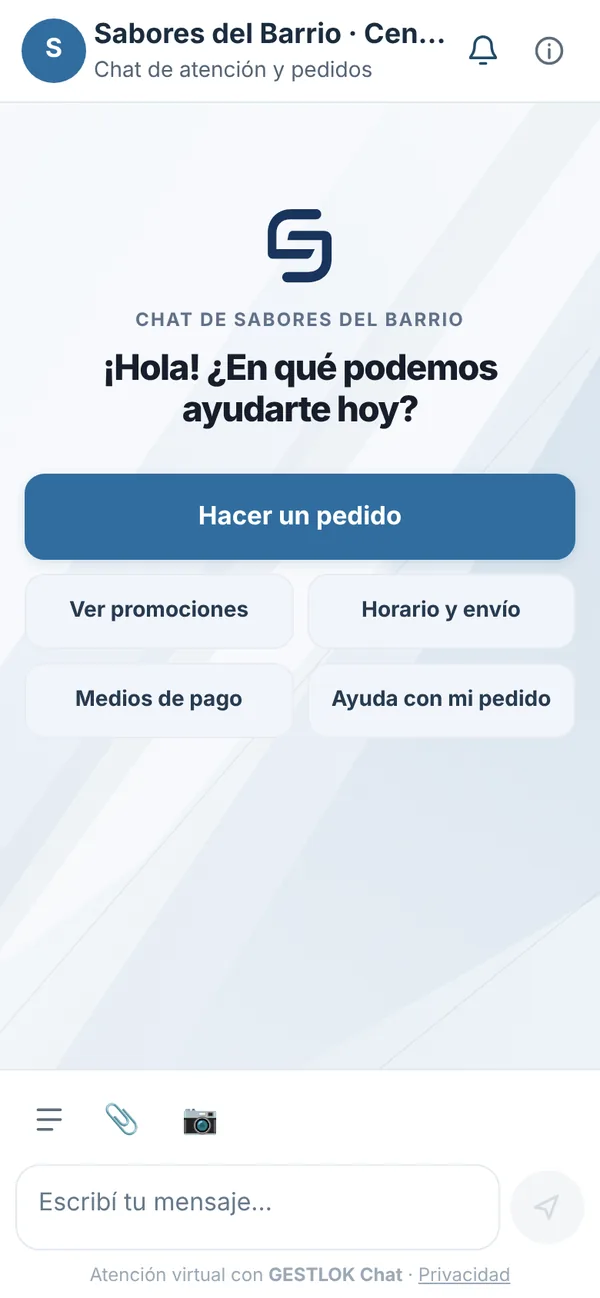 S
Sabores del Barrio · Cen...
Chat de atención y pedidos
CHAT DE SABORES DEL BARRIO
¡Hola! ¿En qué podemos
ayudarte hoy?
Hacer un pedido
Ver promociones
Horario y envío
Medios de pago
Ayuda con mi pedido
Escribí tu mensaje...
Atención virtual con GESTLOK Chat · Privacidad